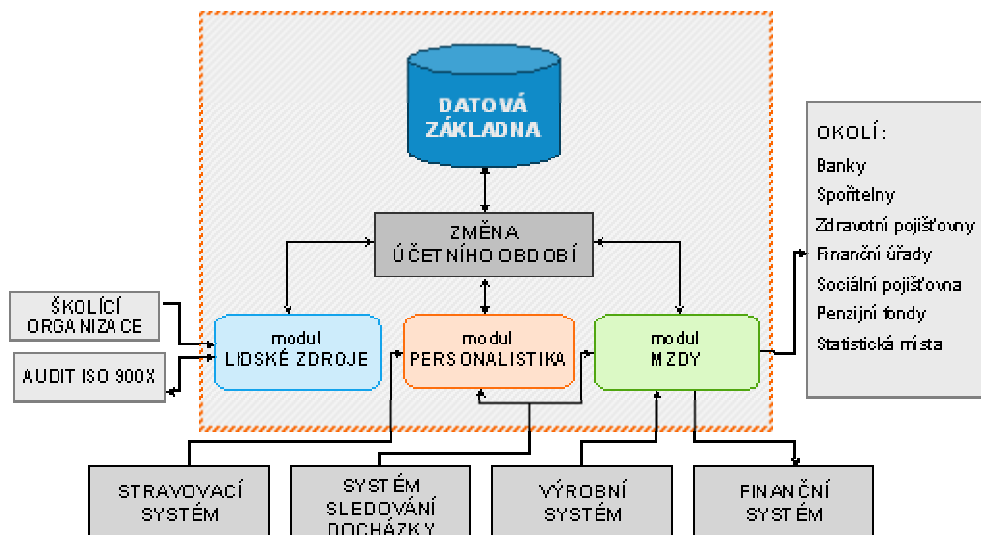 DATOVÁ
ZÁKLADNA
ZMĚNA
ÚČETNÍHO OBDOBÍ
ŠKOLÍCÍ
ORGANIZACE
AUDIT ISO 900X
modul
LIDSKÉ ZDROJE
modul
PERSONALISTIKA
modul
MZDY
OKOLÍ:
Banky
Spořitelny
Zdravotní pojišťovny
Finanční úřady
Sociální pojišťovna
Penzijní fondy
Statistická místa
STRAVOVACÍ
SYSTÉM
SYSTÉM
SLEDOVÁNÍ
DOCHÁZKY
VÝROBNÍ
SYSTÉM
FINANČNÍ
SYSTÉM